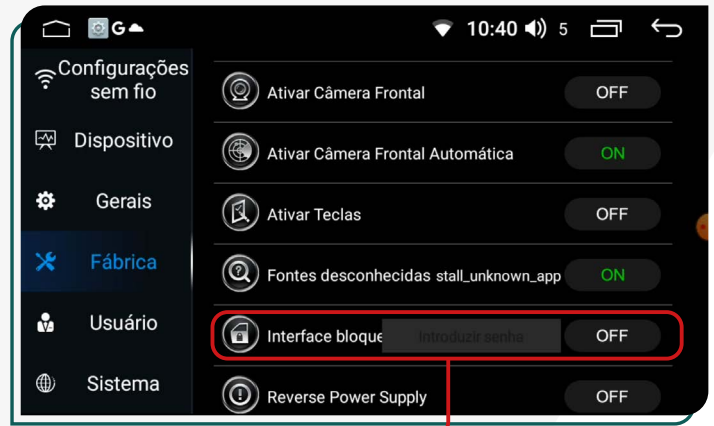 G
10:40
5
Configurações
sem fio
Dispositivo
Gerais
Fábrica
Usuário
Sistema
Ativar Câmera Frontal
OFF
Ativar Câmera Frontal Automática
ON
Ativar Teclas
OFF
Fontes desconhecidas stall_unknown_app
ON
Interface bloque
Introduzir senha
OFF
Reverse Power Supply
OFF